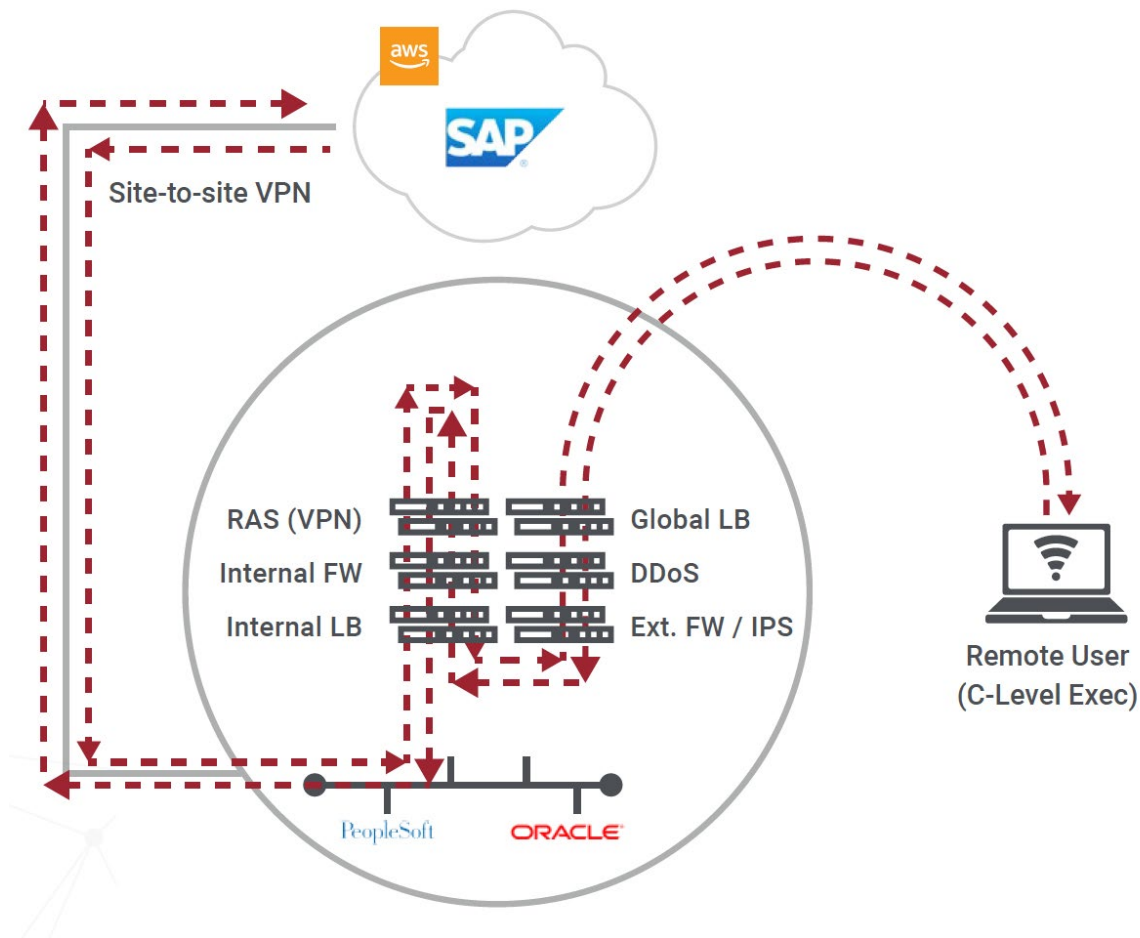 aws
SAP
Site-to-site VPN
RAS (VPN)
Global LB
Internal FW
DDoS
Internal LB
Ext. FW / IPS
Remote User
(C-Level Exec)
PeopleSoft
ORACLE